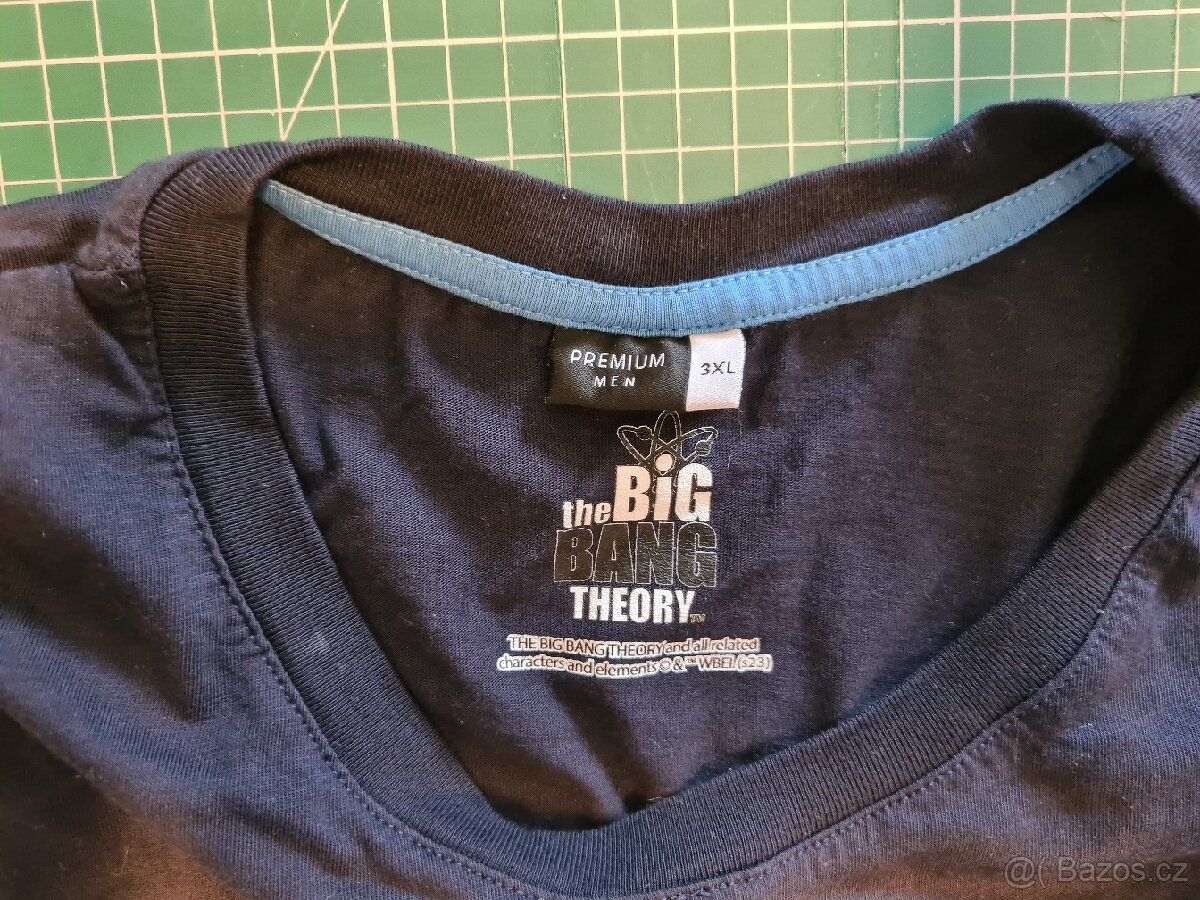 PREMIUM
MEN
3XL
the BiG
BANG
THEORY™
THE BIG BANG THEORY and all related
characters and elements © & ™ WBEI (s23)
@( Bazos.cz